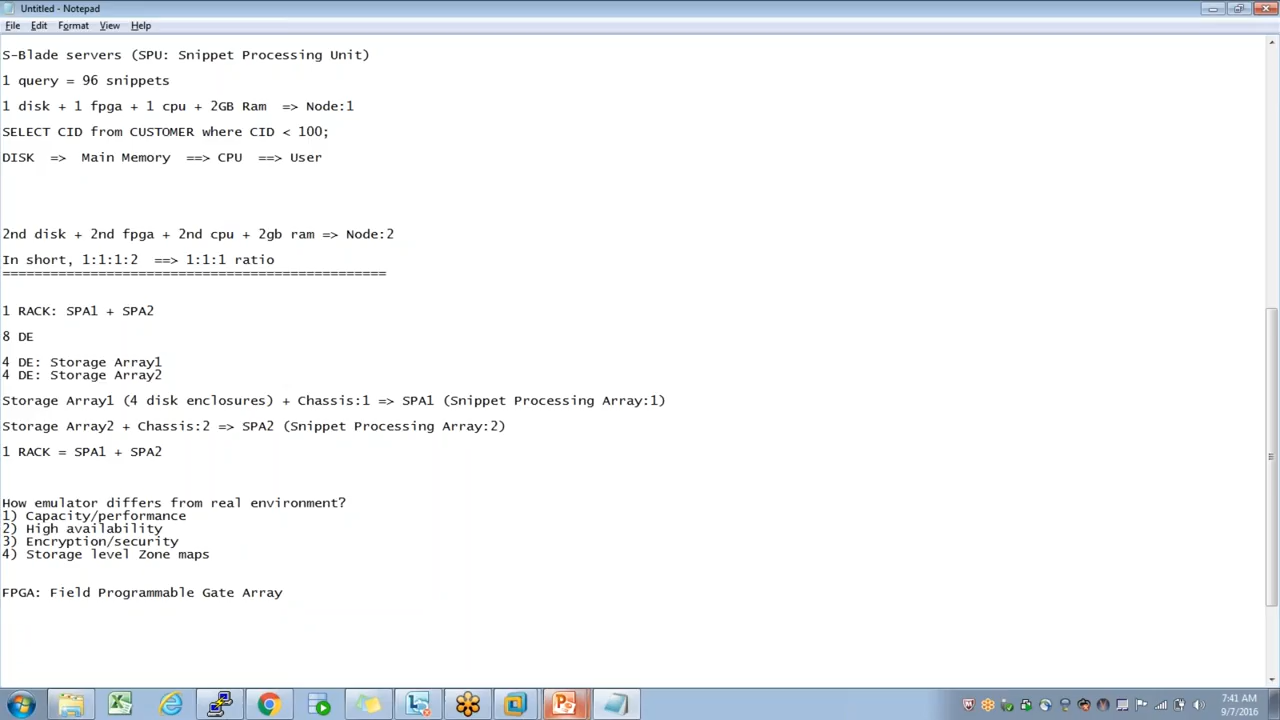 Untitled - Notepad
File Edit Format View Help
S-Blade servers (SPU: Snippet Processing Unit)
1 query = 96 snippets
1 disk + 1 fpga + 1 cpu + 2GB Ram => Node:1
SELECT CID from CUSTOMER where CID < 100;
DISK => Main Memory ==> CPU ==> User
2nd disk + 2nd fpga + 2nd cpu + 2gb ram => Node:2
In short, 1:1:1:2 ==> 1:1:1 ratio
================================================
1 RACK: SPA1 + SPA2
8 DE
4 DE: Storage Array1
4 DE: Storage Array2
Storage Array1 (4 disk enclosures) + Chassis:1 => SPA1 (Snippet Processing Array:1)
Storage Array2 + Chassis:2 => SPA2 (Snippet Processing Array:2)
1 RACK = SPA1 + SPA2
How emulator differs from real environment?
1) Capacity/performance
2) High availability
3) Encryption/security
4) Storage level Zone maps
FPGA: Field Programmable Gate Array
7:41 AM
9/7/2016